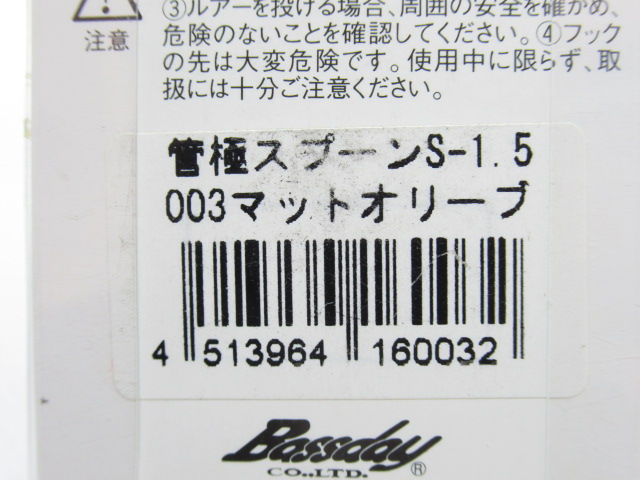 ③ルアーを投げる場合、周囲の安全を確かめ、
危険のないことを確認してください。④フック
の先は大変危険です。使用中に限らず、取
扱には十分ご注意ください。
注意
管極スプーンS-1.5
003マットオリーブ
4 513964 160032
Bassday
CO.,LTD. ®